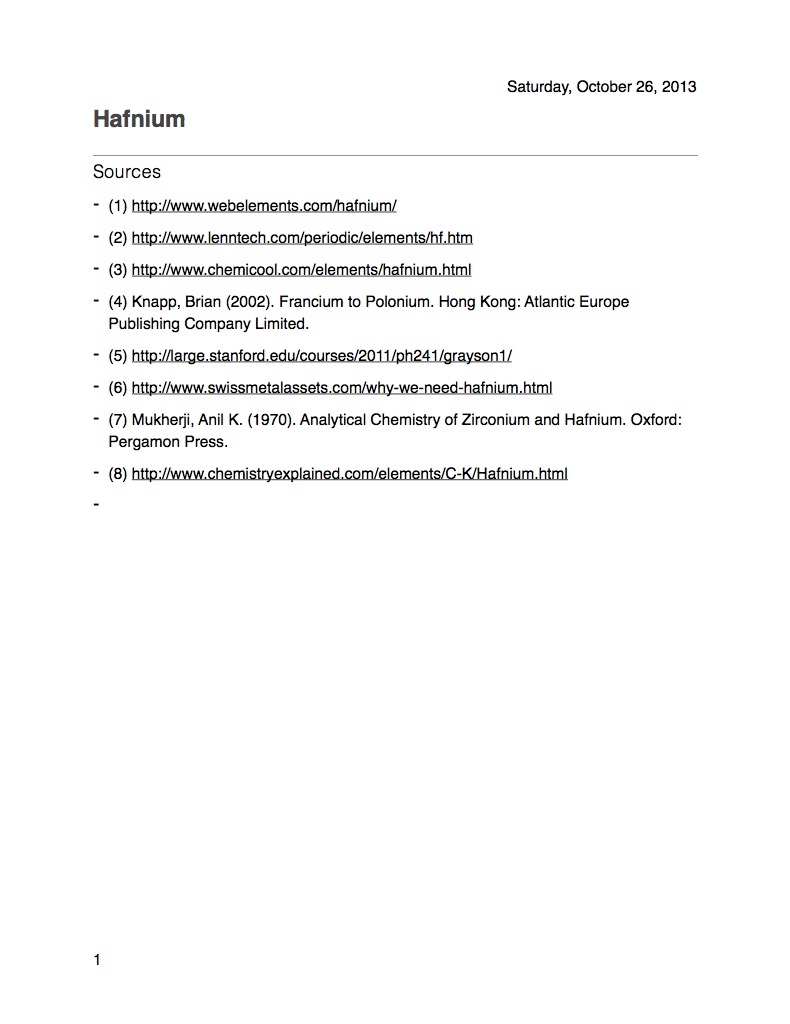 Saturday, October 26, 2013
Hafnium
Sources
- (1) http://www.webelements.com/hafnium/
- (2) http://www.lenntech.com/periodic/elements/hf.htm
- (3) http://www.chemicool.com/elements/hafnium.html
- (4) Knapp, Brian (2002). Francium to Polonium. Hong Kong: Atlantic Europe
Publishing Company Limited.
- (5) http://large.stanford.edu/courses/2011/ph241/grayson1/
- (6) http://www.swissmetalassets.com/why-we-need-hafnium.html
- (7) Mukherji, Anil K. (1970). Analytical Chemistry of Zirconium and Hafnium. Oxford:
Pergamon Press.
- (8) http://www.chemistryexplained.com/elements/C-K/Hafnium.html
-
1